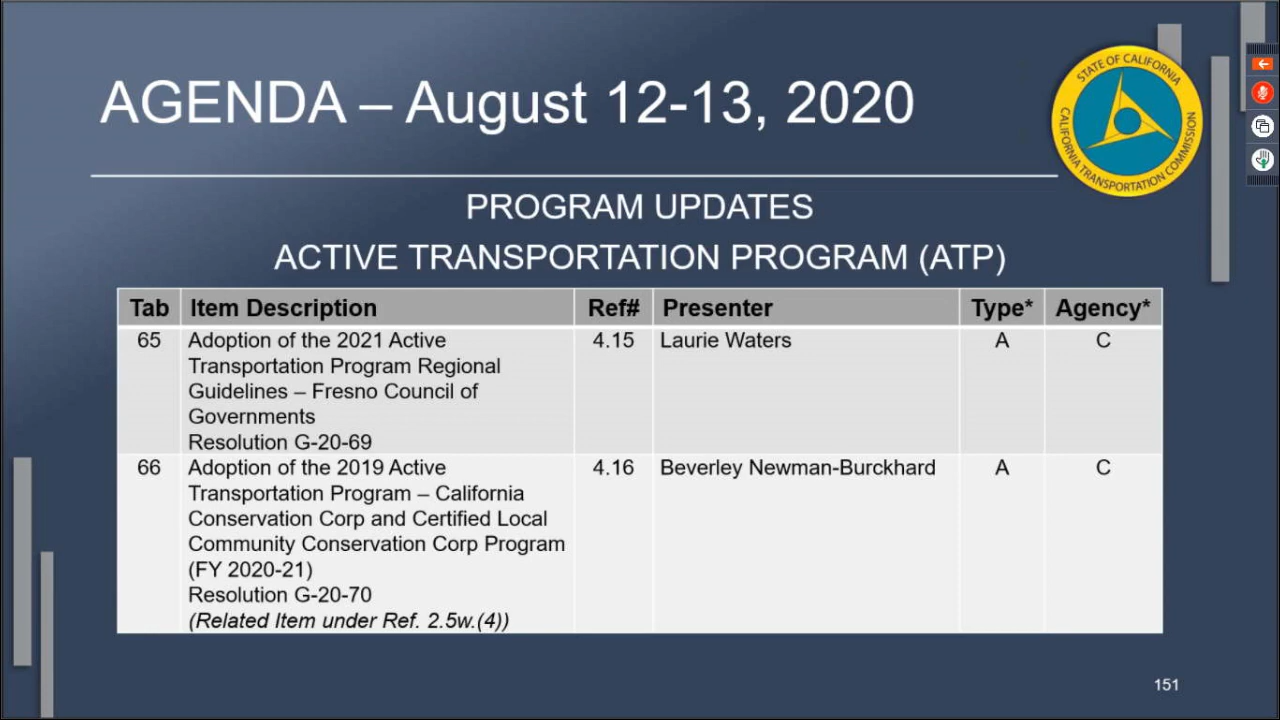 AGENDA – August 12-13, 2020
STATE OF CALIFORNIA
CALIFORNIA TRANSPORTATION COMMISSION
PROGRAM UPDATES
ACTIVE TRANSPORTATION PROGRAM (ATP)
Tab Item Description Ref# Presenter Type* Agency*
65 Adoption of the 2021 Active 4.15 Laurie Waters A C
Transportation Program Regional
Guidelines – Fresno Council of
Governments
Resolution G-20-69
66 Adoption of the 2019 Active 4.16 Beverley Newman-Burckhard A C
Transportation Program – California
Conservation Corp and Certified Local
Community Conservation Corp Program
(FY 2020-21)
Resolution G-20-70
(Related Item under Ref. 2.5w.(4))
151